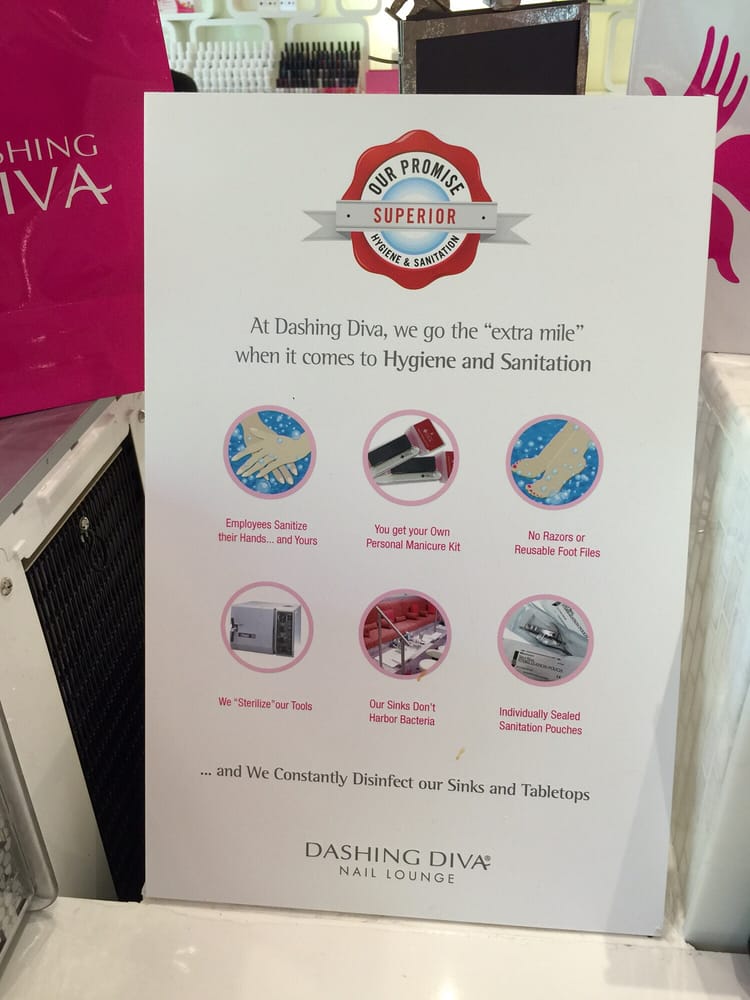 SHING
IVA
OUR PROMISE
SUPERIOR
HYGIENE & SANITATION
At Dashing Diva, we go the “extra mile”
when it comes to Hygiene and Sanitation
Employees Sanitize
their Hands... and Yours
You get your Own
Personal Manicure Kit
No Razors or
Reusable Foot Files
We “Sterilize”our Tools
Our Sinks Don't
Harbor Bacteria
Individually Sealed
Sanitation Pouches
... and We Constantly Disinfect our Sinks and Tabletops
DASHING DIVA®
NAIL LOUNGE